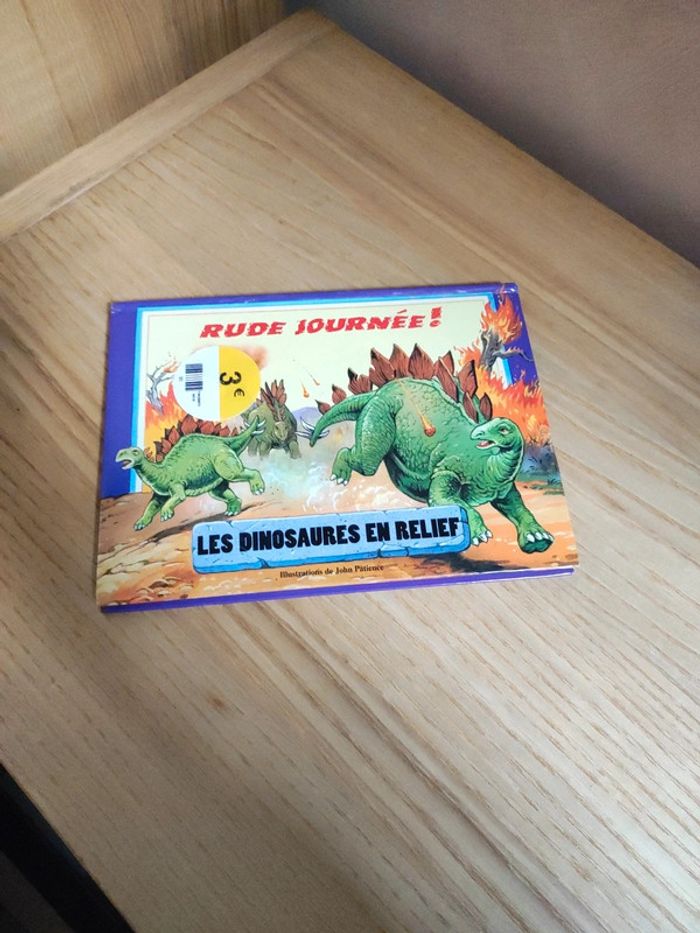 RUDE JOURNÉE!
3€
LES DINOSAURES EN RELIEF
Illustrations de John Patience